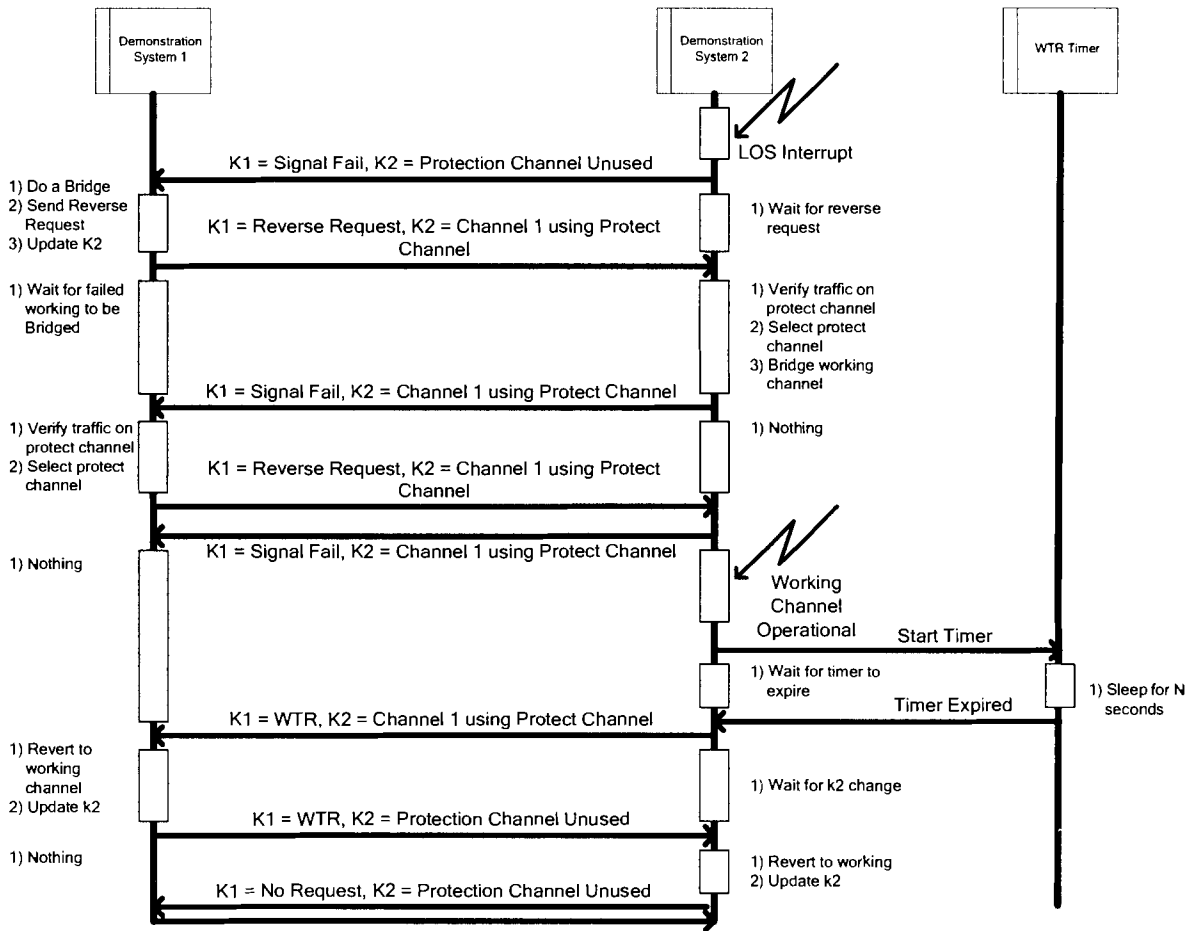 Demonstration
System 1
Demonstration
System 2
WTR Timer
LOS Interrupt
K1 = Signal Fail, K2 = Protection Channel Unused
1) Do a Bridge
2) Send Reverse
Request
3) Update K2
1) Wait for reverse
request
K1 = Reverse Request, K2 = Channel 1 using Protect
Channel
1) Wait for failed
working to be
Bridged
1) Verify traffic on
protect channel
2) Select protect
channel
3) Bridge working
channel
K1 = Signal Fail, K2 = Channel 1 using Protect Channel
1) Verify traffic on
protect channel
2) Select protect
channel
1) Nothing
K1 = Reverse Request, K2 = Channel 1 using Protect
Channel
K1 = Signal Fail, K2 = Channel 1 using Protect Channel
1) Nothing
Working
Channel
Operational
Start Timer
1) Wait for timer to
expire
1) Sleep for N
seconds
Timer Expired
K1 = WTR, K2 = Channel 1 using Protect Channel
1) Revert to
working
channel
2) Update k2
1) Wait for k2 change
K1 = WTR, K2 = Protection Channel Unused
1) Nothing
1) Revert to working
2) Update k2
K1 = No Request, K2 = Protection Channel Unused